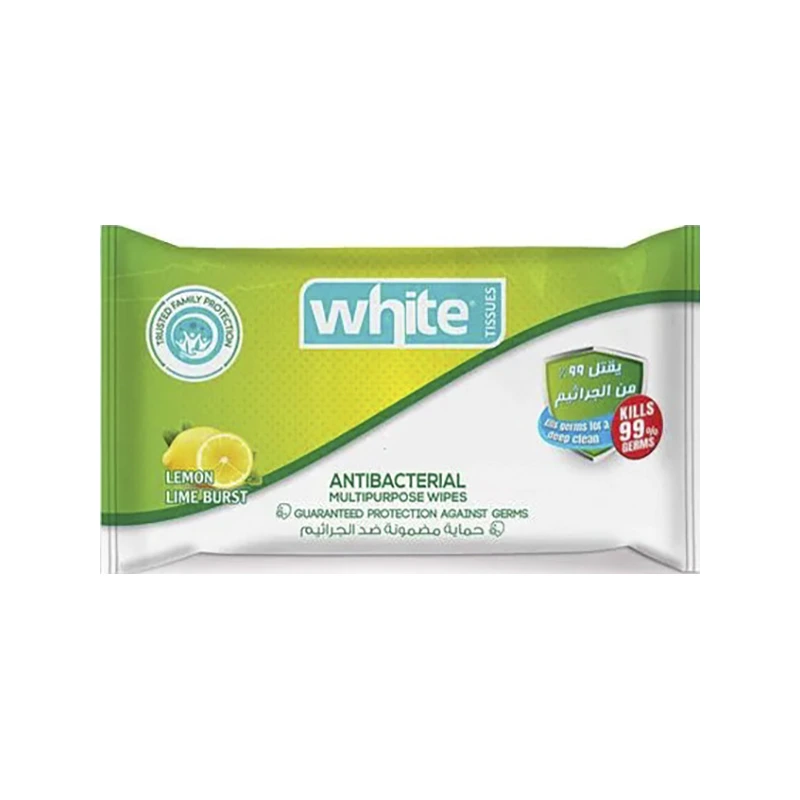 TRUSTED FAMILY PROTECTION
white®
TISSUES
يقتل ٩٩٪
من الجراثيم
Kills germs for a
deep clean
KILLS
99%
GERMS
LEMON
LIME BURST
ANTIBACTERIAL
MULTIPURPOSE WIPES
GUARANTEED PROTECTION AGAINST GERMS
حماية مضمونة ضد الجراثيم